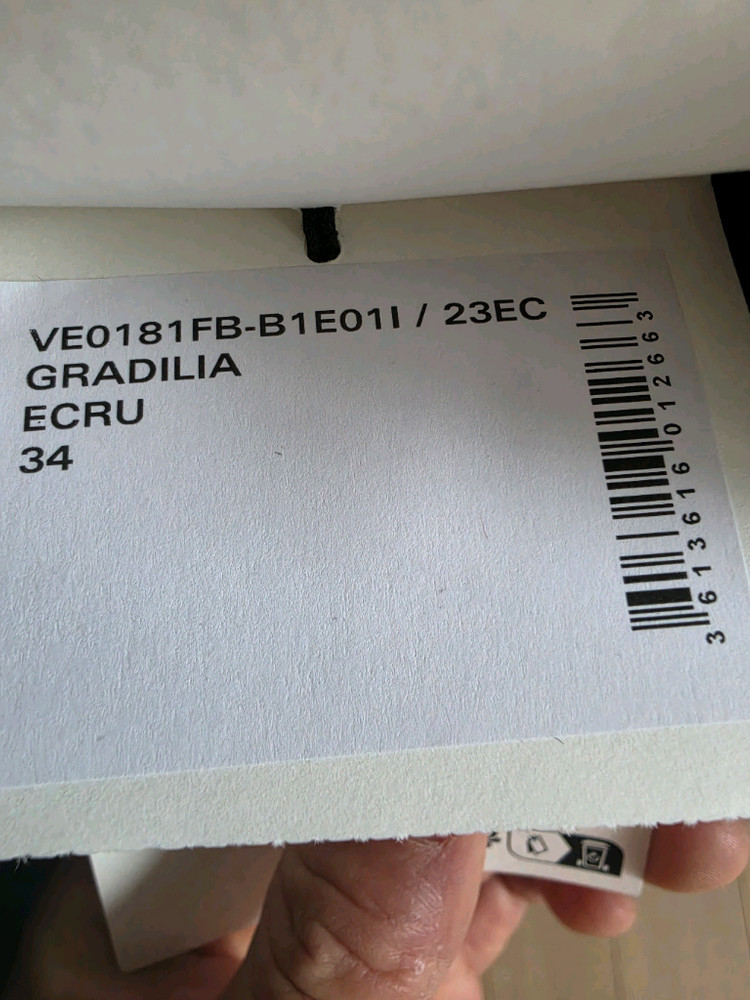 VE0181FB-B1E01I / 23EC
GRADILIA
ECRU
34
3613616012663